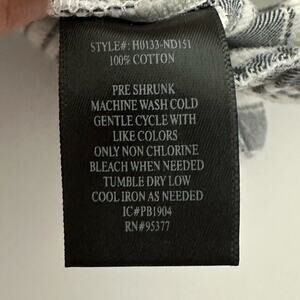 STYLE#: H0133-ND151
100% COTTON
PRE SHRUNK
MACHINE WASH COLD
GENTLE CYCLE WITH
LIKE COLORS
ONLY NON CHLORINE
BLEACH WHEN NEEDED
TUMBLE DRY LOW
COOL IRON AS NEEDED
IC#PB1904
RN#95377